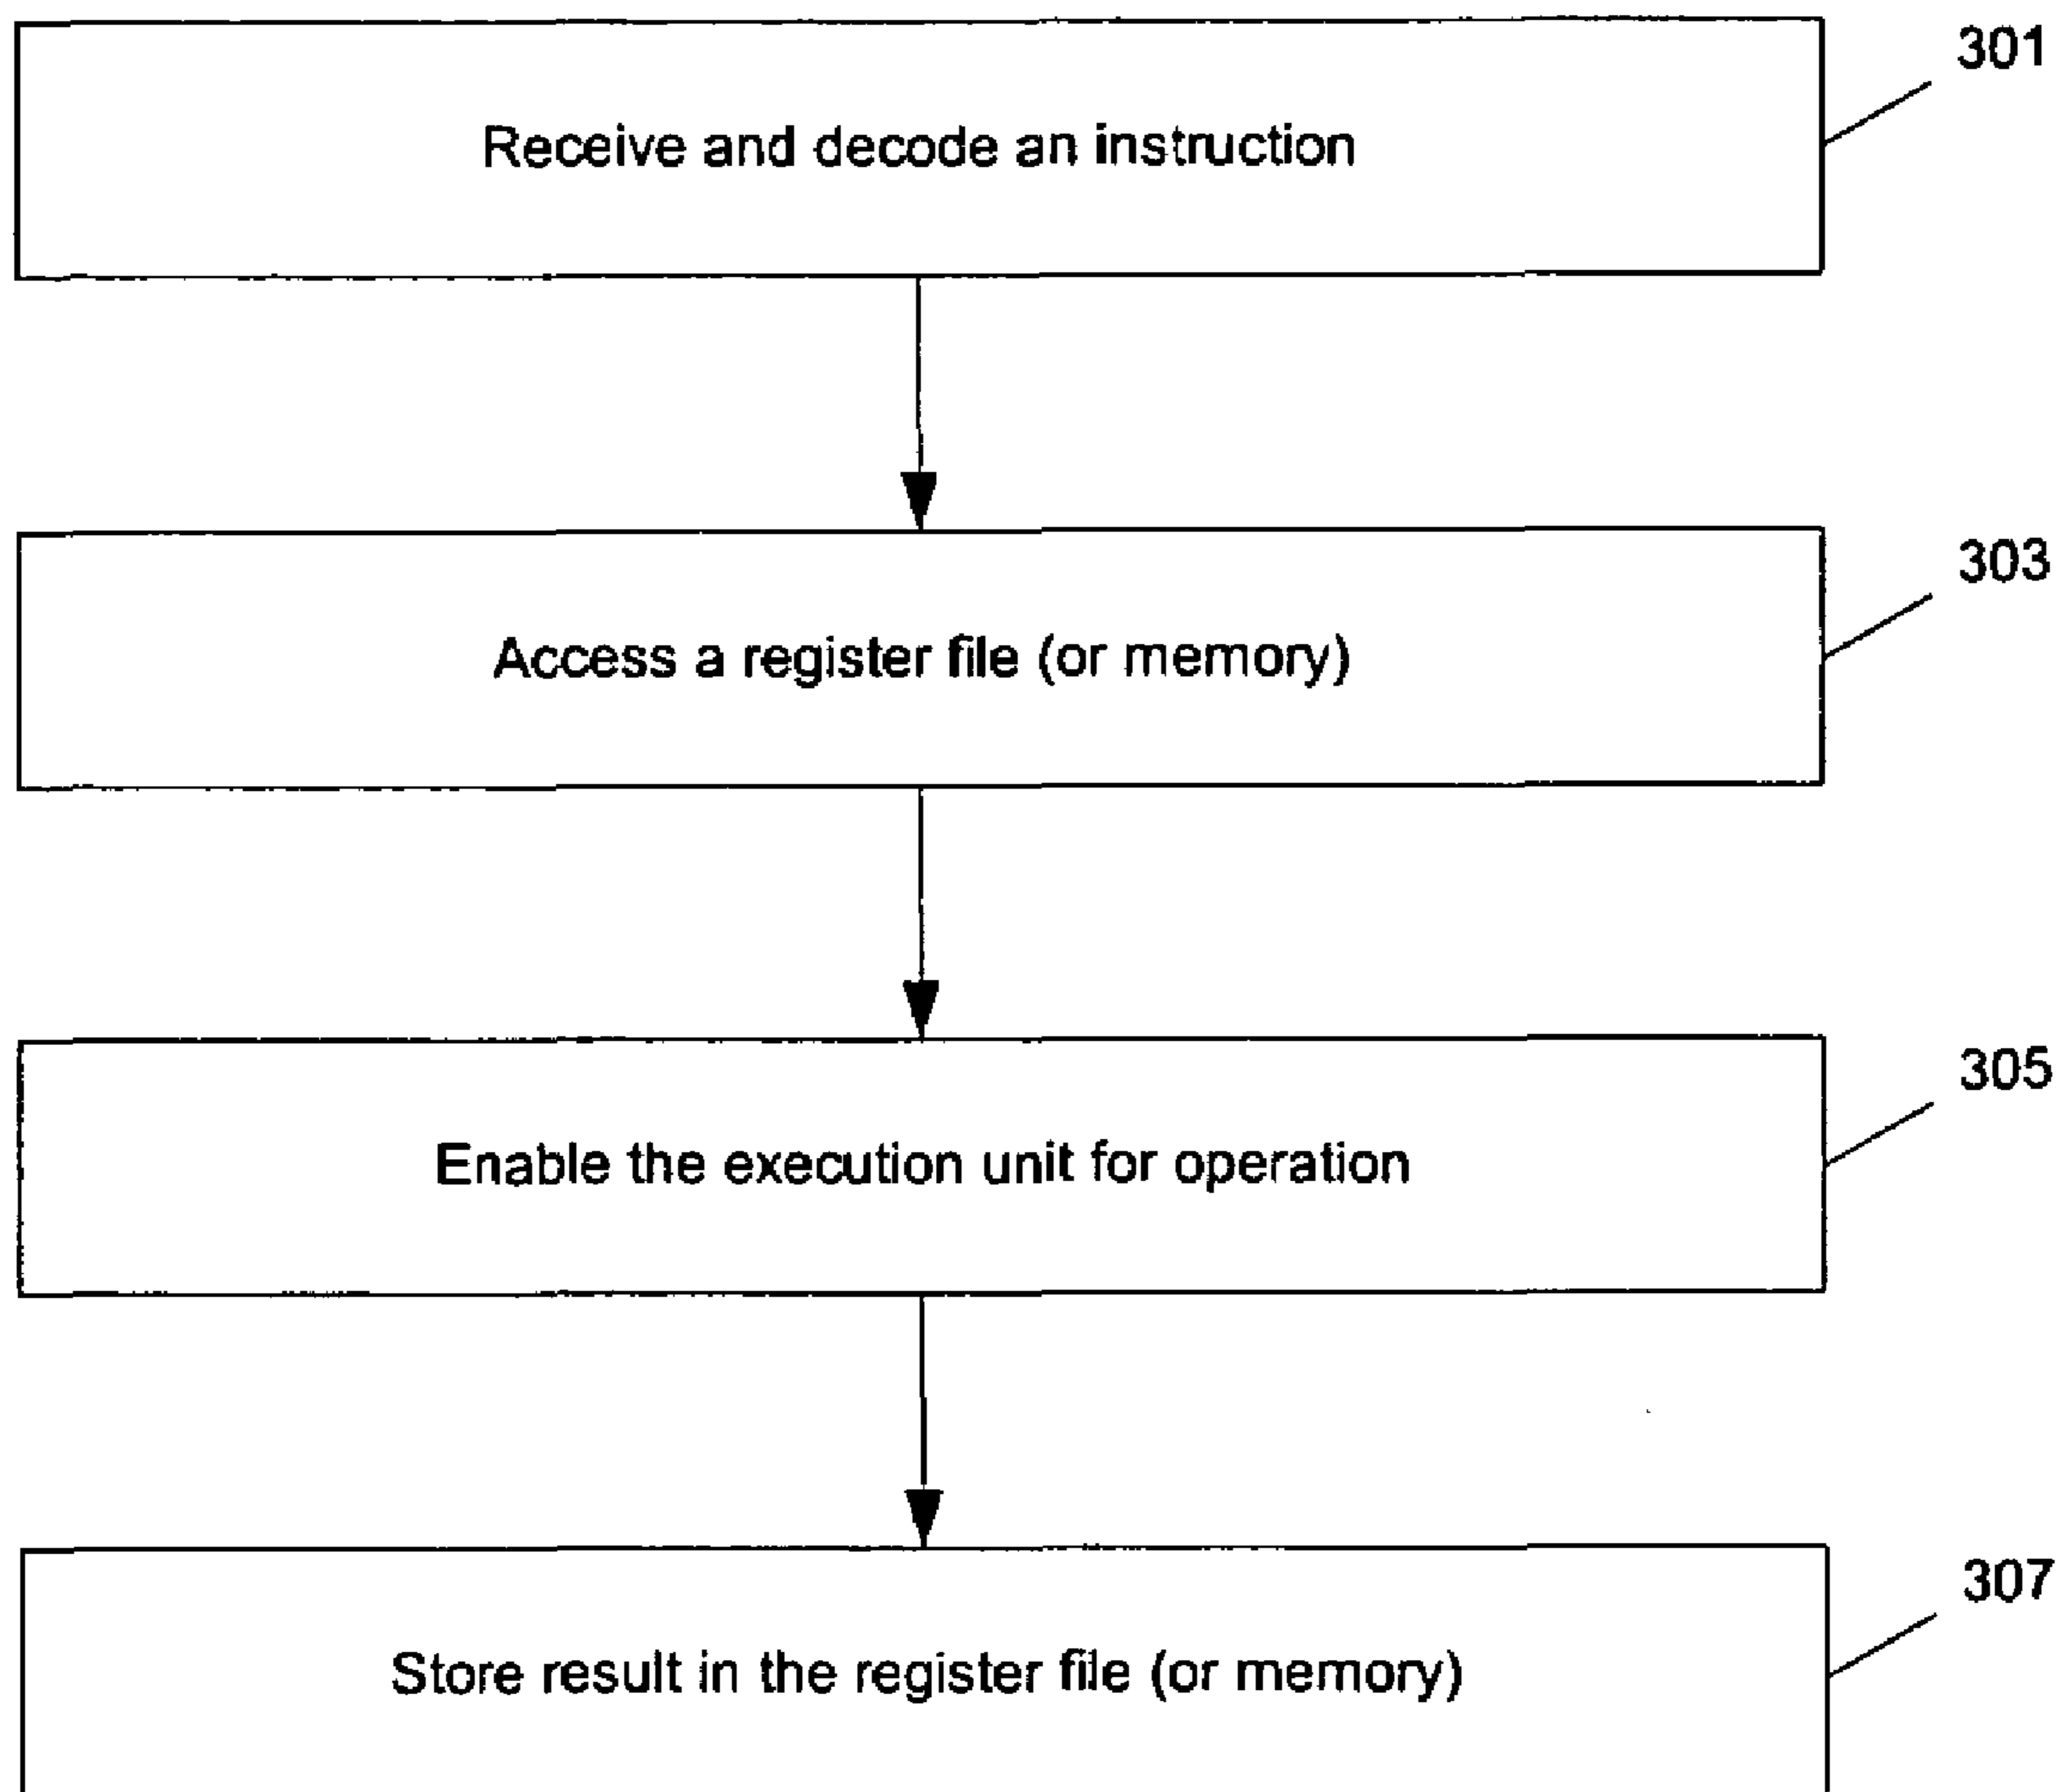 301
Receive and decode an instruction
303
Access a register file (or memory)
305
Enable the execution unit for operation
307
Store result in the register file (or memory)